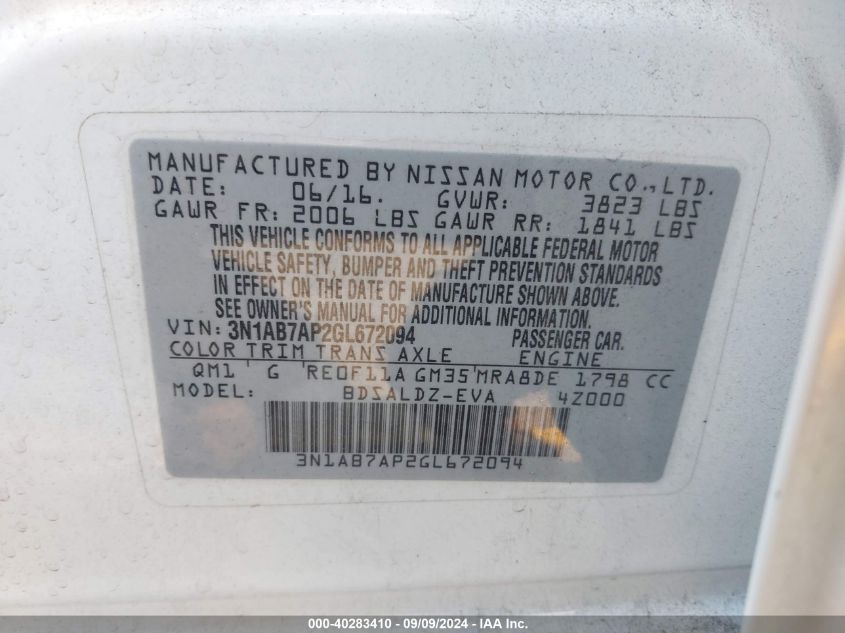 MANUFACTURED BY NISSAN MOTOR CO., LTD.
DATE: 06/16. GVWR: 3823 LBS
GAWR FR: 2006 LBS GAWR RR: 1841 LBS
THIS VEHICLE CONFORMS TO ALL APPLICABLE FEDERAL MOTOR
VEHICLE SAFETY, BUMPER AND THEFT PREVENTION STANDARDS
IN EFFECT ON THE DATE OF MANUFACTURE SHOWN ABOVE.
SEE OWNER'S MANUAL FOR ADDITIONAL INFORMATION.
VIN: 3N1AB7AP2GL672094 PASSENGER CAR.
COLOR TRIM TRANS AXLE ENGINE
QM1 G RE0F11A GM35 MRA8DE 1798 CC
MODEL: BDSALDZ-EVA 4Z000
3N1AB7AP2GL672094
000-40283410 - 09/09/2024 - IAA Inc.